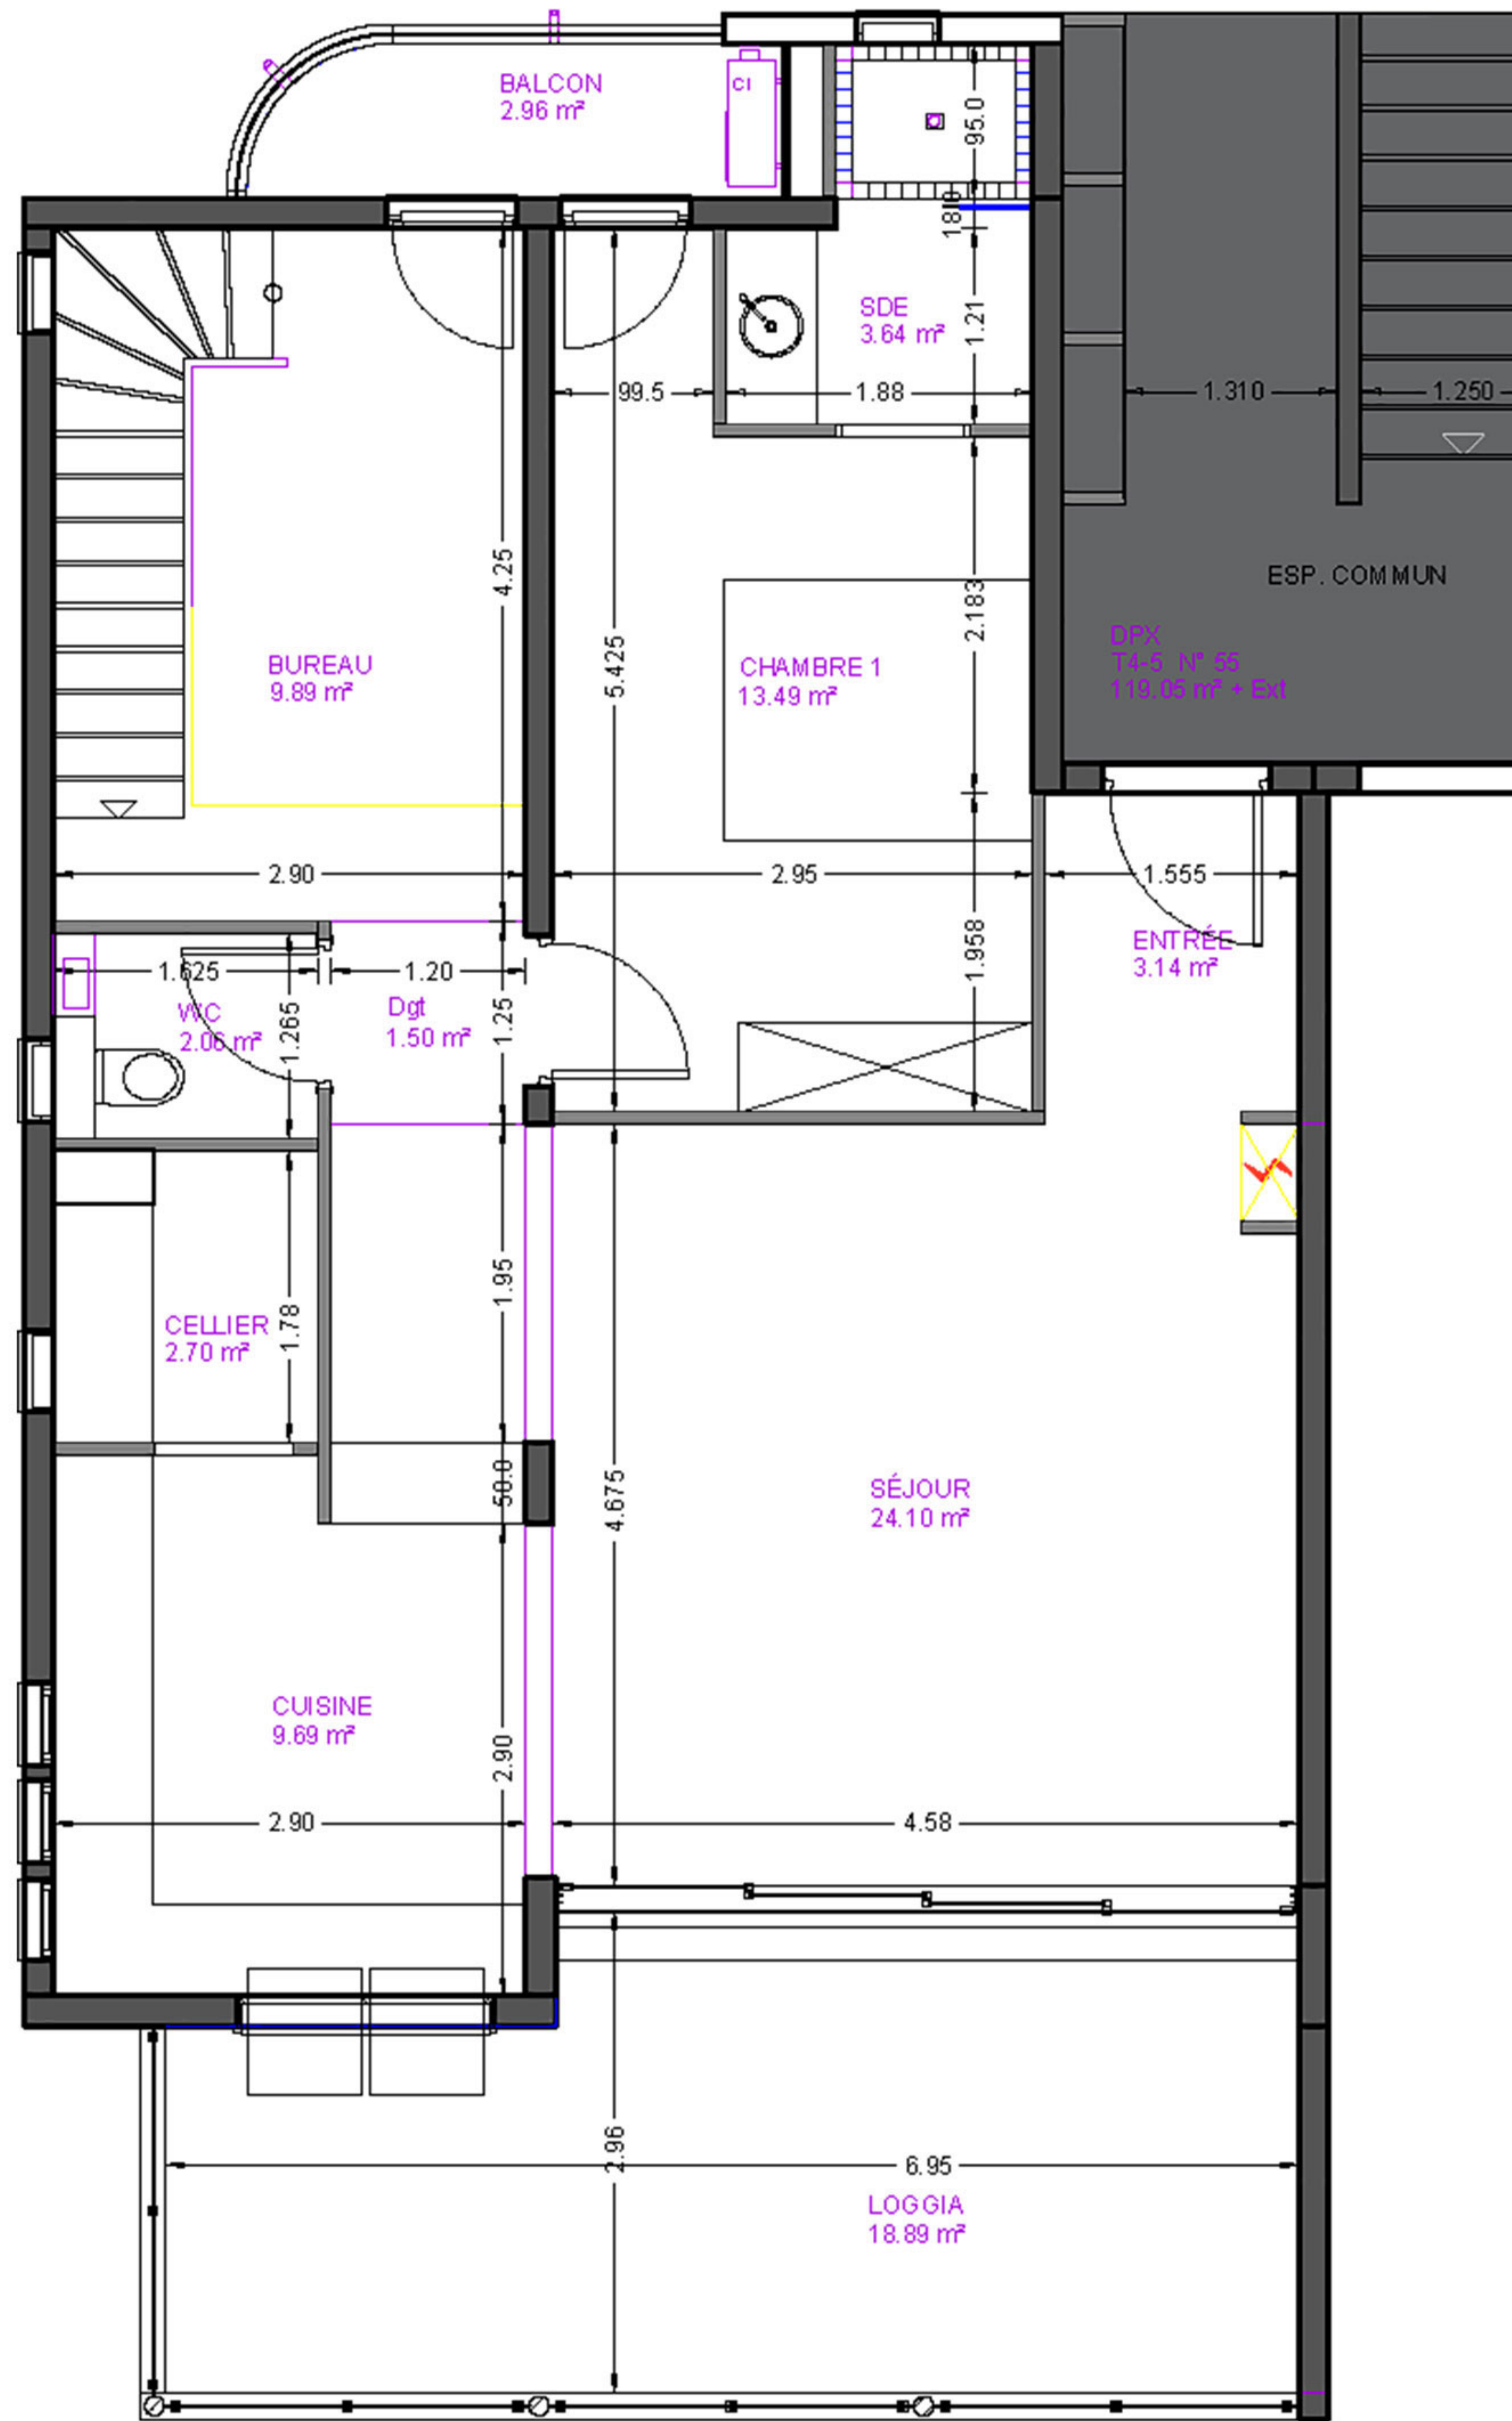 BALCON
2.96 m²
CI
95.0
18.0
SDE
3.64 m²
1.21
99.5
1.88
1.310
1.250
4.25
5.425
2.183
ESP. COMMUN
BUREAU
9.89 m²
CHAMBRE 1
13.49 m²
DPX
T4-5 N° 55
119.05 m² + Ext
2.90
2.95
1.555
1.958
ENTRÉE
3.14 m²
1.625
1.20
WC
2.06 m²
1.265
Dgt
1.50 m²
1.25
1.95
CELLIER
2.70 m²
1.78
50.0
4.675
SÉJOUR
24.10 m²
CUISINE
9.69 m²
2.90
2.90
4.58
2.96
6.95
LOGGIA
18.89 m²